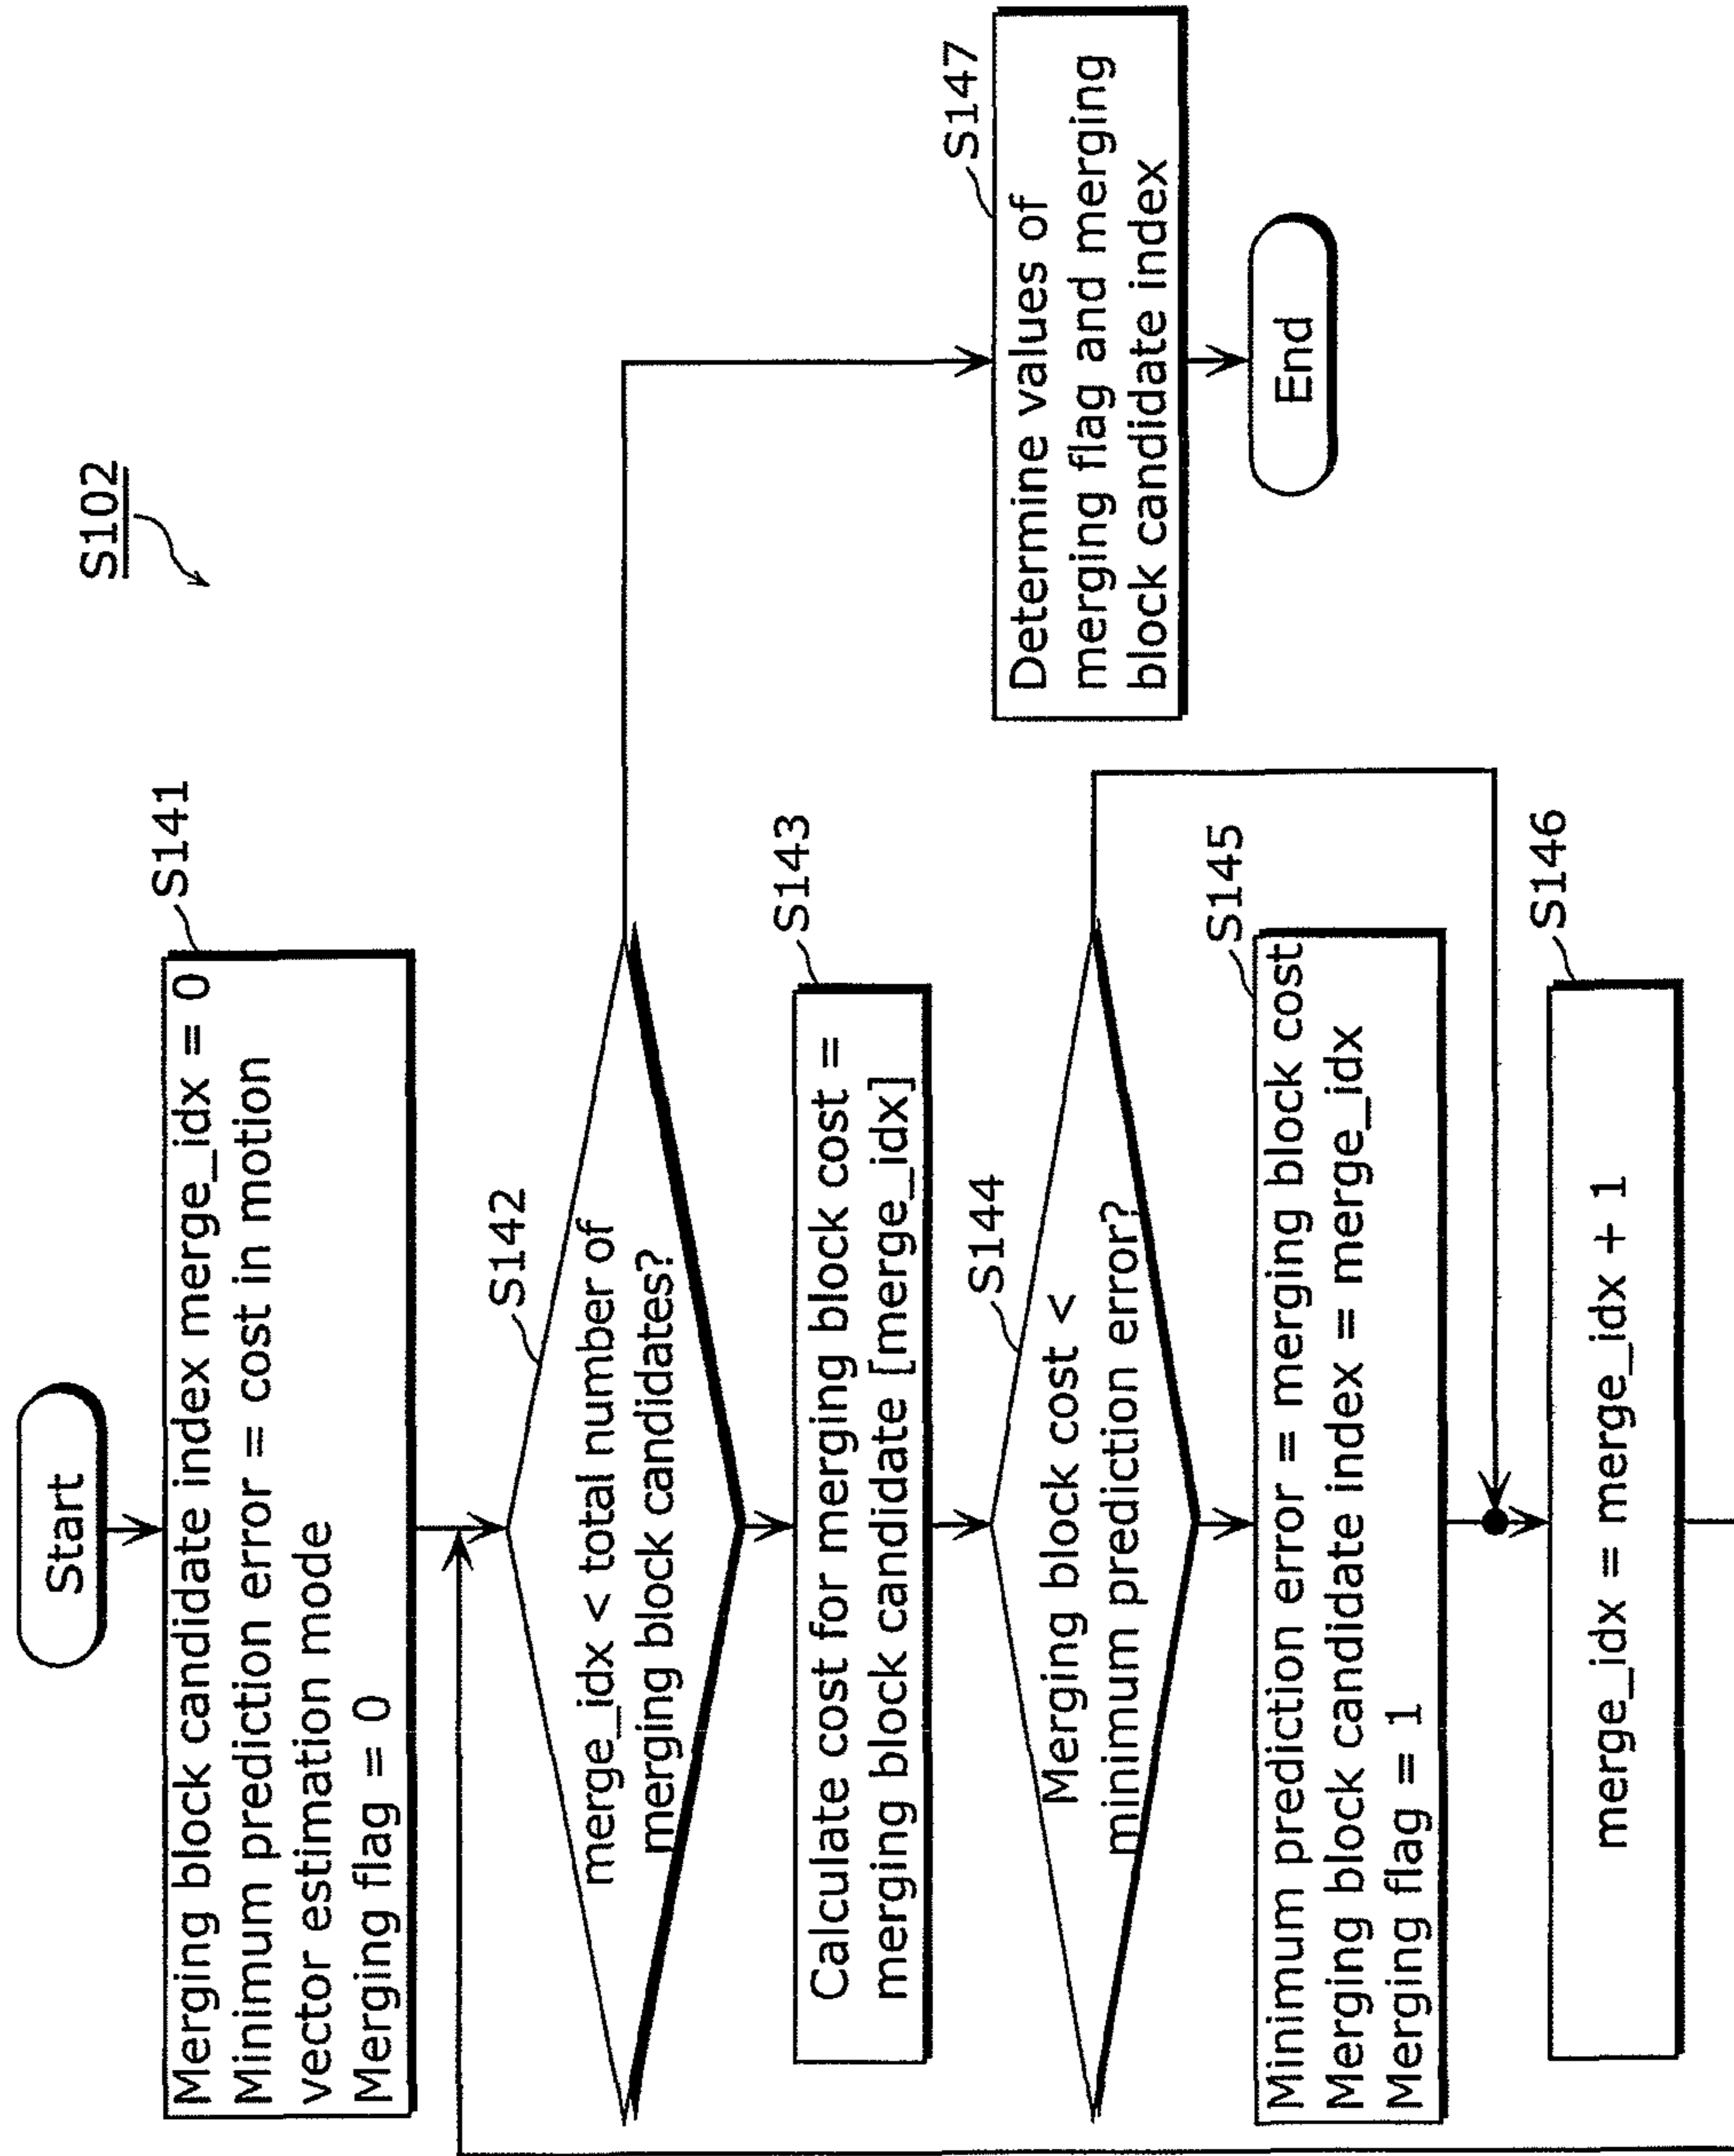 S102
Start
S141
Merging block candidate index merge_idx = 0
Minimum prediction error = cost in motion
vector estimation mode
Merging flag = 0
S142
merge_idx < total number of
merging block candidates?
S143
Calculate cost for merging block cost =
merging block candidate [merge_idx]
S144
Merging block cost <
minimum prediction error?
S145
Minimum prediction error = merging block cost
Merging block candidate index = merge_idx
Merging flag = 1
S146
merge_idx = merge_idx + 1
S147
Determine values of
merging flag and merging
block candidate index
End